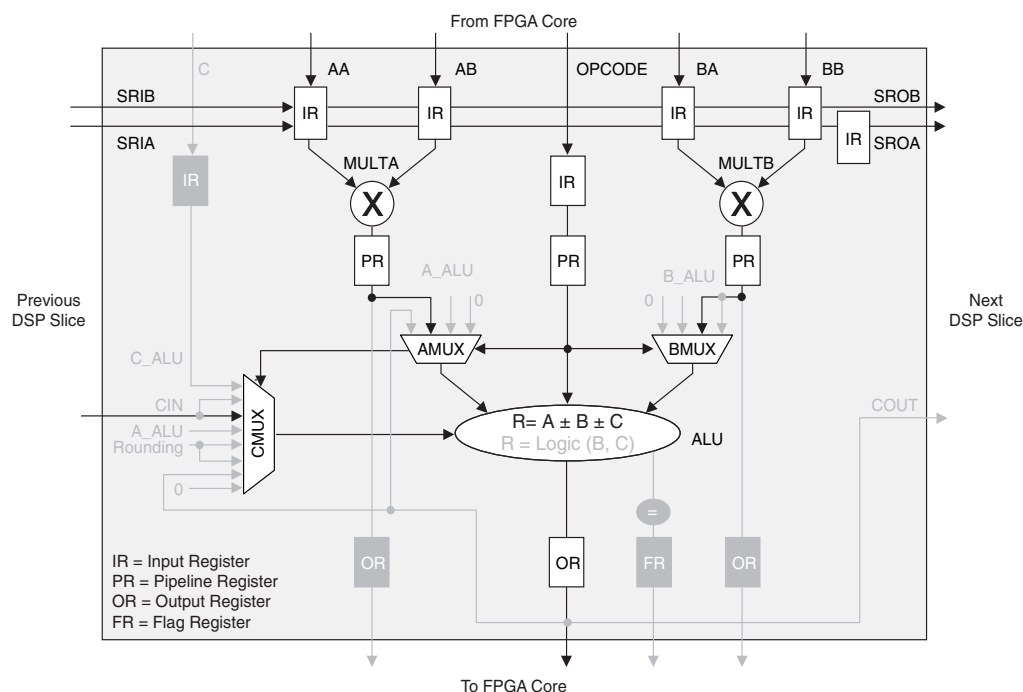 From FPGA Core
C
AA
AB
OPCODE
BA
BB
SRIB
SROB
IR
IR
IR
IR
IR
SRIA
SROA
IR
MULTA
IR
MULTB
X
X
PR
PR
PR
A_ALU
B_ALU
0
0
Previous
DSP Slice
Next
DSP Slice
AMUX
BMUX
C_ALU
CIN
COUT
A_ALU
Rounding
0
CMUX
R= A ± B ± C
R = Logic (B, C)
ALU
=
OR
OR
FR
OR
IR = Input Register
PR = Pipeline Register
OR = Output Register
FR = Flag Register
To FPGA Core